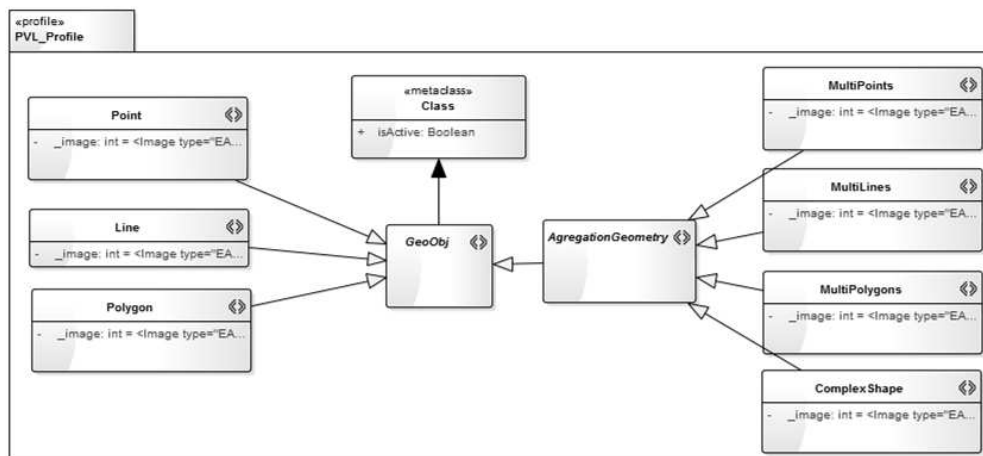 «profile»
PVL_Profile
Point
- _image: int = <Image type="EA...
Line
- _image: int = <Image type="EA...
Polygon
- _image: int = <Image type="EA...
«metaclass»
Class
+ isActive: Boolean
GeoObj
AgregationGeometry
MultiPoints
- _image: int = <Image type="EA...
MultiLines
- _image: int = <Image type="EA...
MultiPolygons
- _image: int = <Image type="EA...
ComplexShape
- _image: int = <Image type="EA...